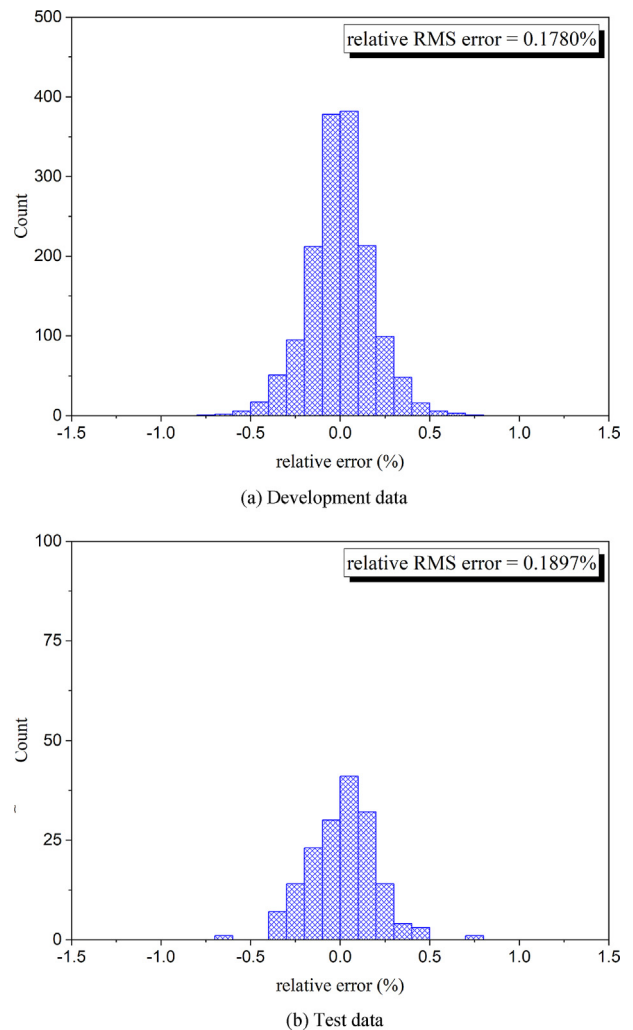 500
relative RMS error = 0.1780%
400
300
Count
200
100
0
-1.5 -1.0 -0.5 0.0 0.5 1.0 1.5
relative error (%)
(a) Development data
100
relative RMS error = 0.1897%
75
Count
50
~
25
0
-1.5 -1.0 -0.5 0.0 0.5 1.0 1.5
relative error (%)
(b) Test data